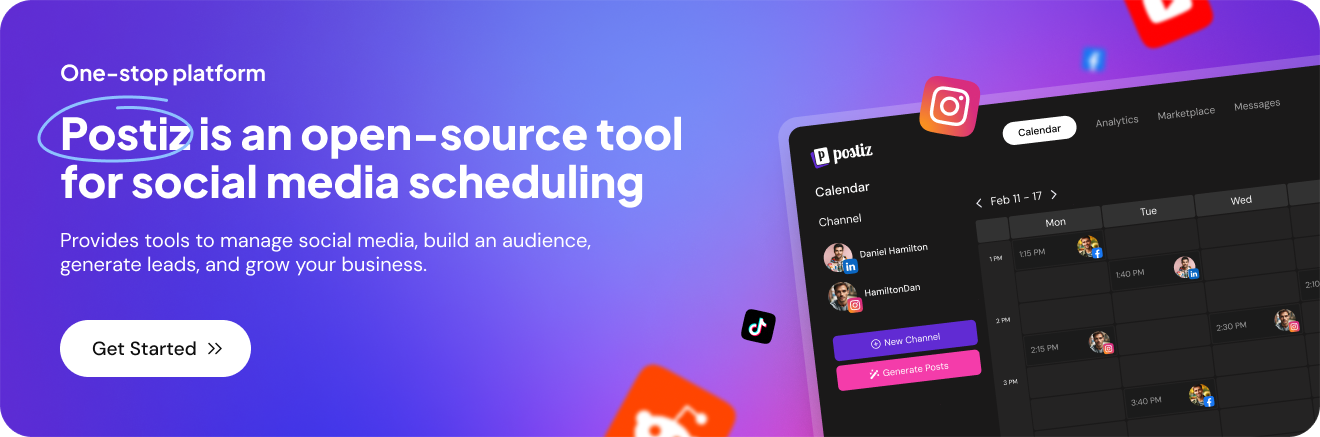 One-stop platform
Postiz is an open-source tool
for social media scheduling
Provides tools to manage social media, build an audience,
generate leads, and grow your business.
Get Started
postiz
Calendar
Analytics
Marketplace
Messages
Calendar
Channel
Daniel Hamilton
HamiltonDan
New Channel
Generate Posts
Feb 11 - 17
Mon
Tue
Wed
1 PM
1:15 PM
1:40 PM
2:10
2 PM
2:15 PM
2:30 PM
3 PM
3:40 PM